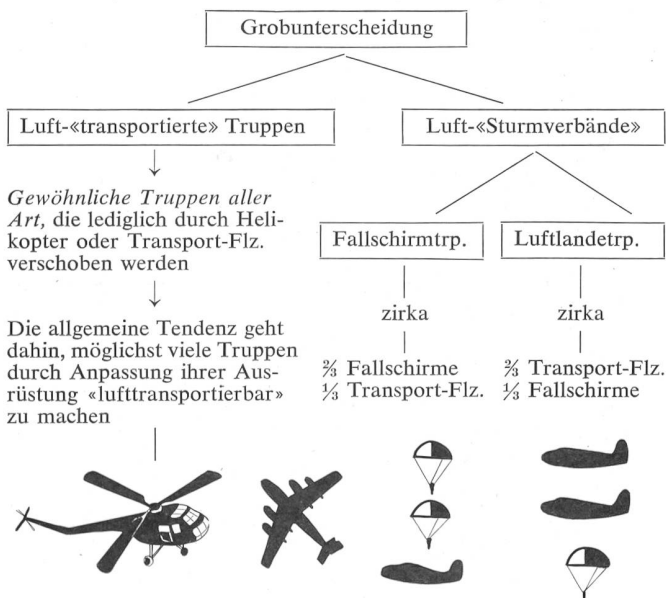 Grobunterscheidung
Luft-«transportierte» Truppen
Luft-«Sturmverbände»
Gewöhnliche Truppen aller
Art, die lediglich durch Heli-
kopter oder Transport-Flz.
verschoben werden
Die allgemeine Tendenz geht
dahin, möglichst viele Truppen
durch Anpassung ihrer Aus-
rüstung «lufttransportierbar»
zu machen
Fallschirmtrp.
zirka
⅔ Fallschirme
⅓ Transport-Flz.
Luftlandetrp.
zirka
⅔ Transport-Flz.
⅓ Fallschirme